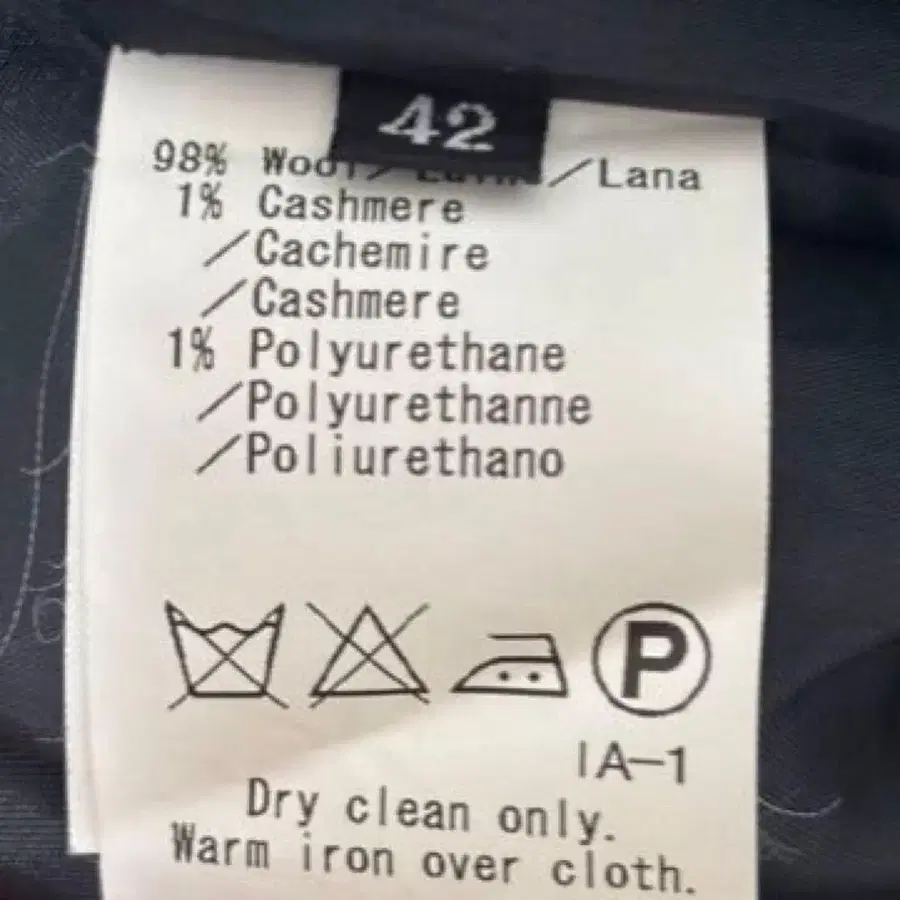 42
98% Wool/ /Lana
1% Cashmere
/Cachemire
/Cashmere
1% Polyurethane
/Polyurethanne
/Poliurethano
P
IA-1
Dry clean only.
Warm iron over cloth.